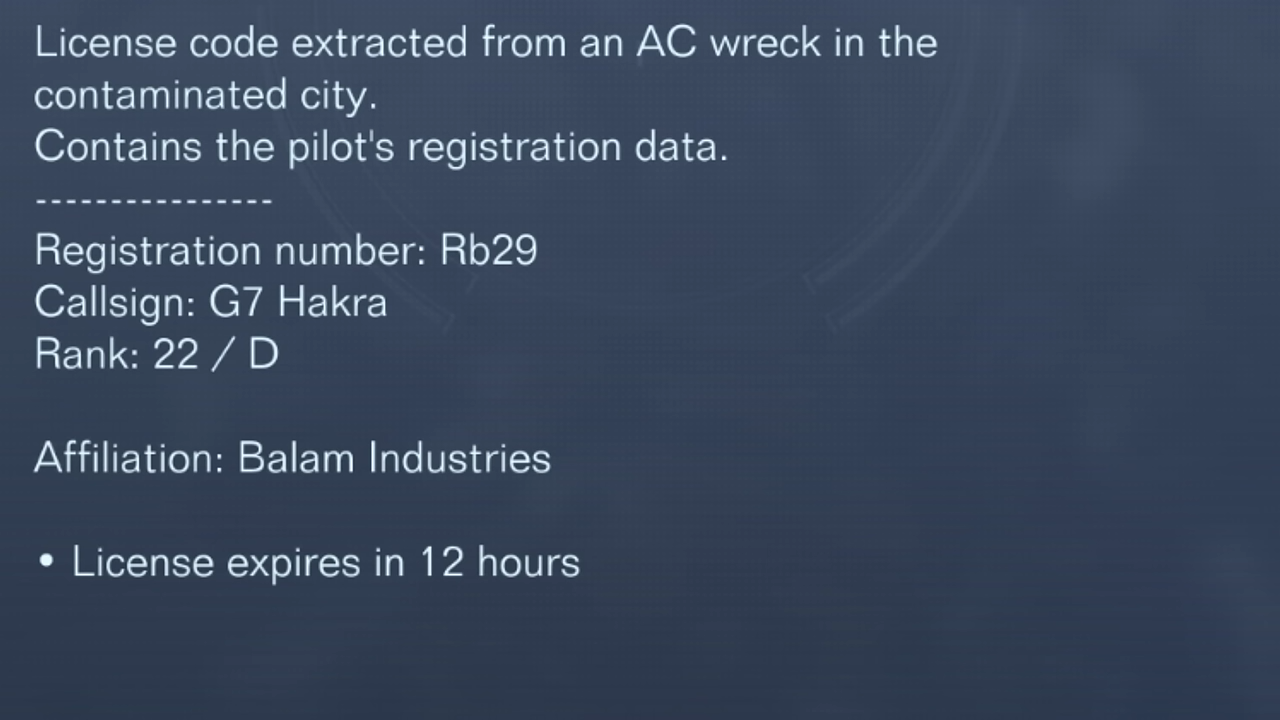 License code extracted from an AC wreck in the
contaminated city.
Contains the pilot's registration data.
----------------
Registration number: Rb29
Callsign: G7 Hakra
Rank: 22 / D
Affiliation: Balam Industries
• License expires in 12 hours